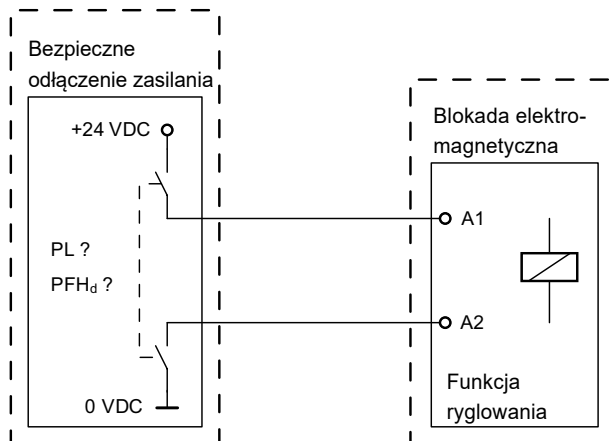 Bezpieczne
odłączenie zasilania
+24 VDC
PL ?
PFHd ?
0 VDC
Blokada elektro-
magnetyczna
A1
A2
Funkcja
ryglowania